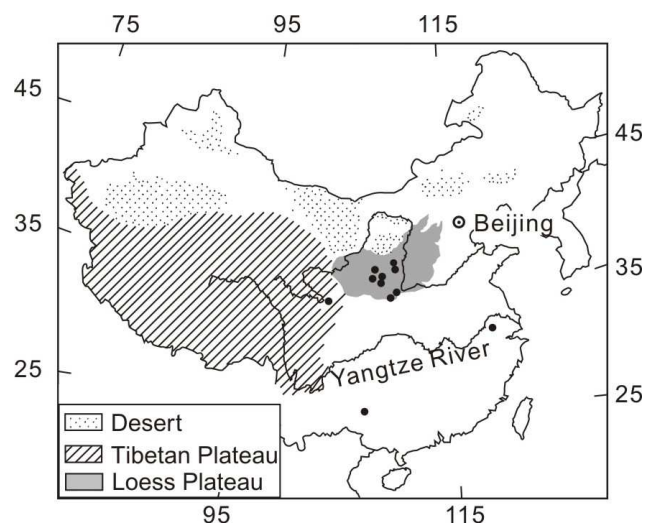 75 95 115
45
45
35
Beijing
35
25
Yangtze River
25
Desert
Tibetan Plateau
Loess Plateau
95 115